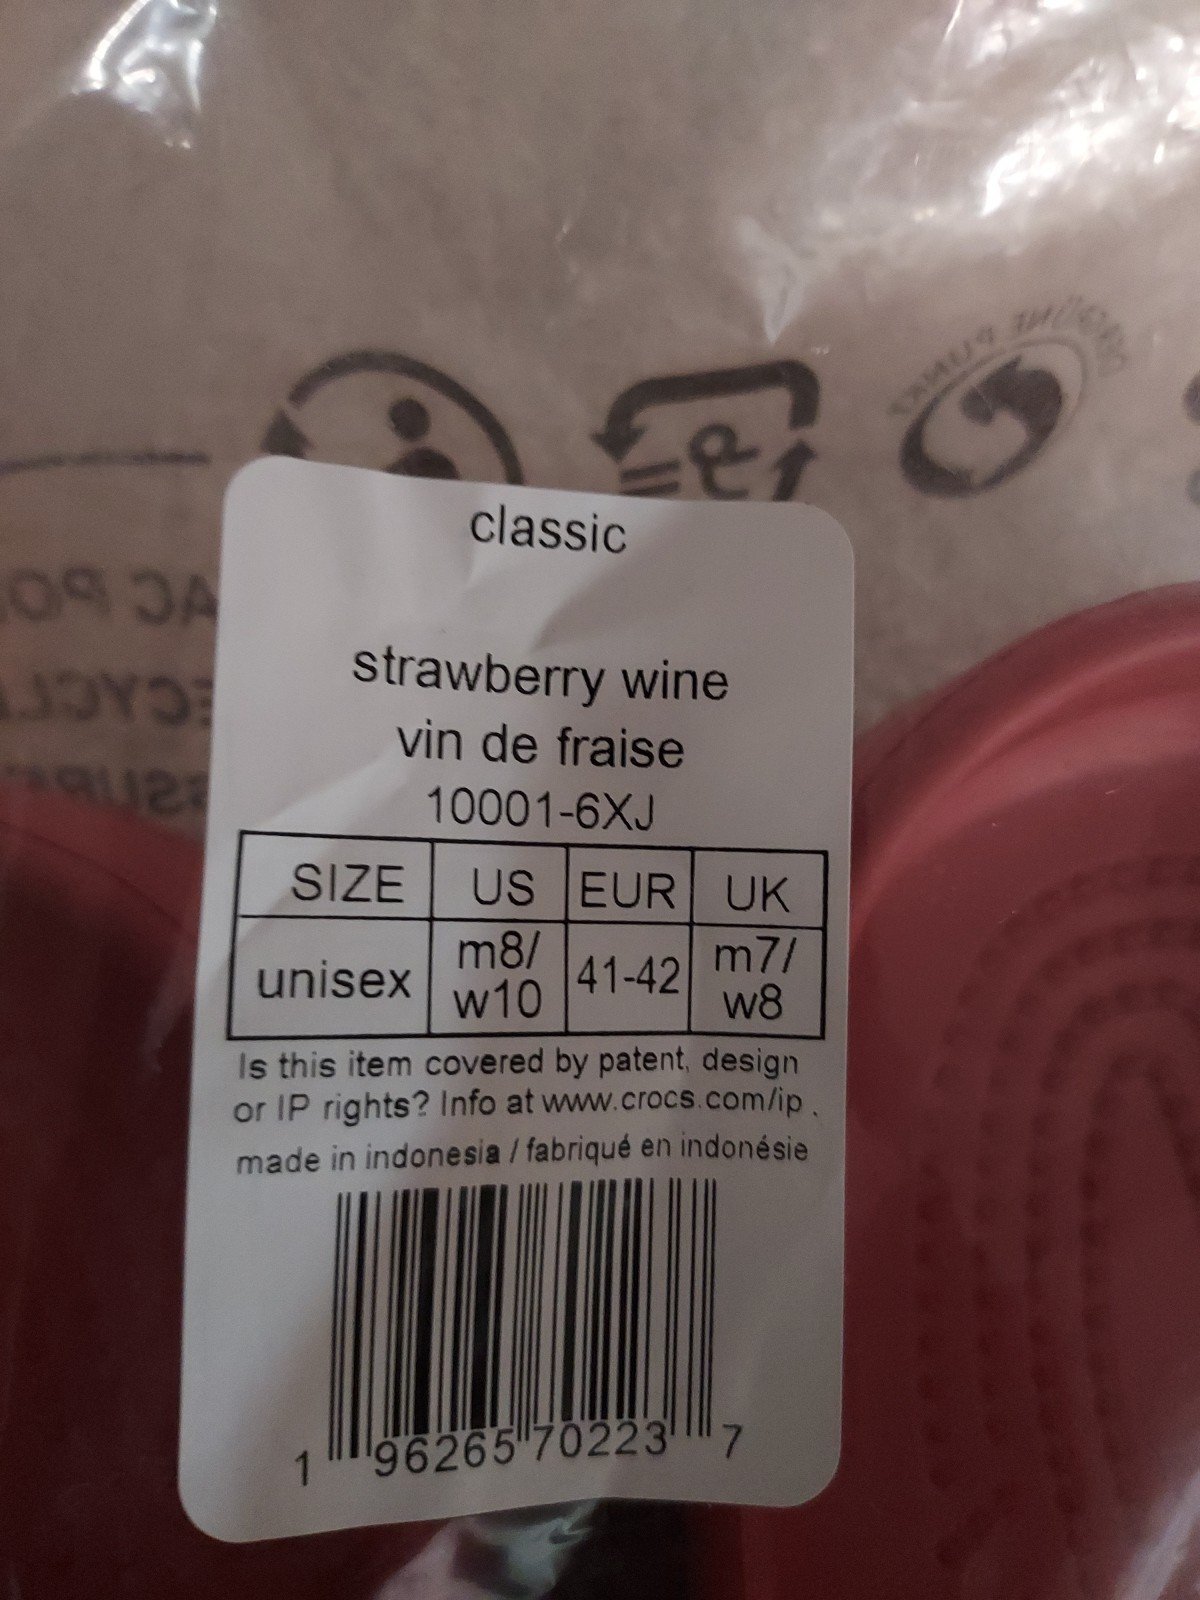 classic
strawberry wine
vin de fraise
10001-6XJ
SIZE US EUR UK
unisex m8/ w10 41-42 m7/ w8
Is this item covered by patent, design
or IP rights? Info at www.crocs.com/ip .
made in indonesia / fabriqué en indonésie
1 96265 70223 7